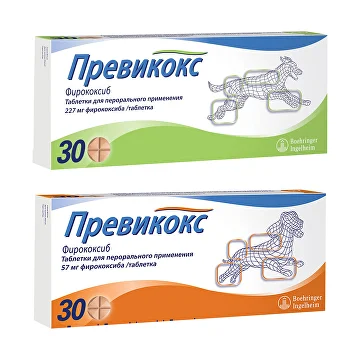 Превикокс
Фирококсиб
Таблетки для перорального применения
227 мг фирококсиба /таблетка
30
Boehringer
Ingelheim
Превикокс
Фирококсиб
Таблетки для перорального применения
57 мг фирококсиба /таблетка
30
Boehringer
Ingelheim